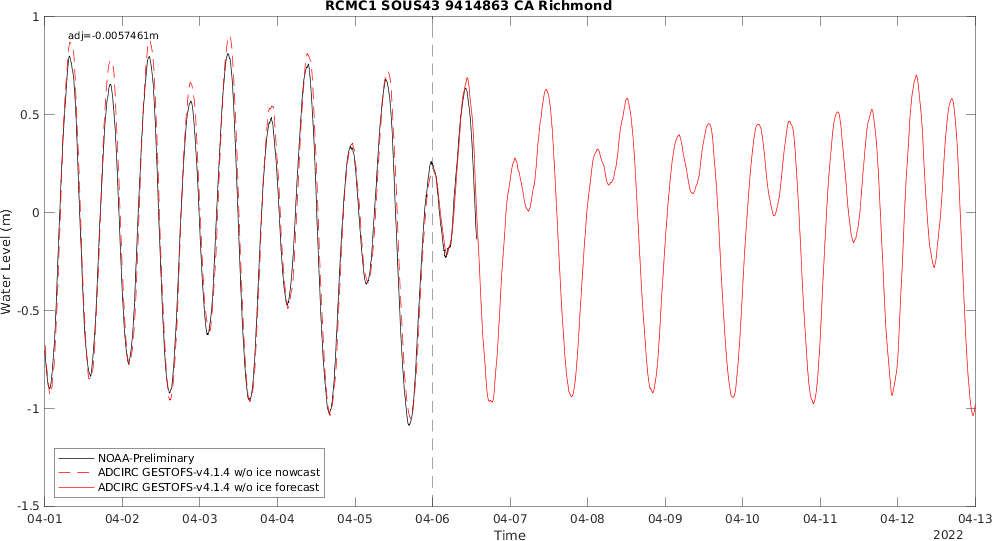 RCMC1 SOUS43 9414863 CA Richmond
adj=-0.0057461m
1
0.5
0
-0.5
-1
-1.5
Water Level (m)
NOAA-Preliminary
ADCIRC GESTOFS-v4.1.4 w/o ice nowcast
ADCIRC GESTOFS-v4.1.4 w/o ice forecast
04-01 04-02 04-03 04-04 04-05 04-06 04-07 04-08 04-09 04-10 04-11 04-12 04-13
Time
2022